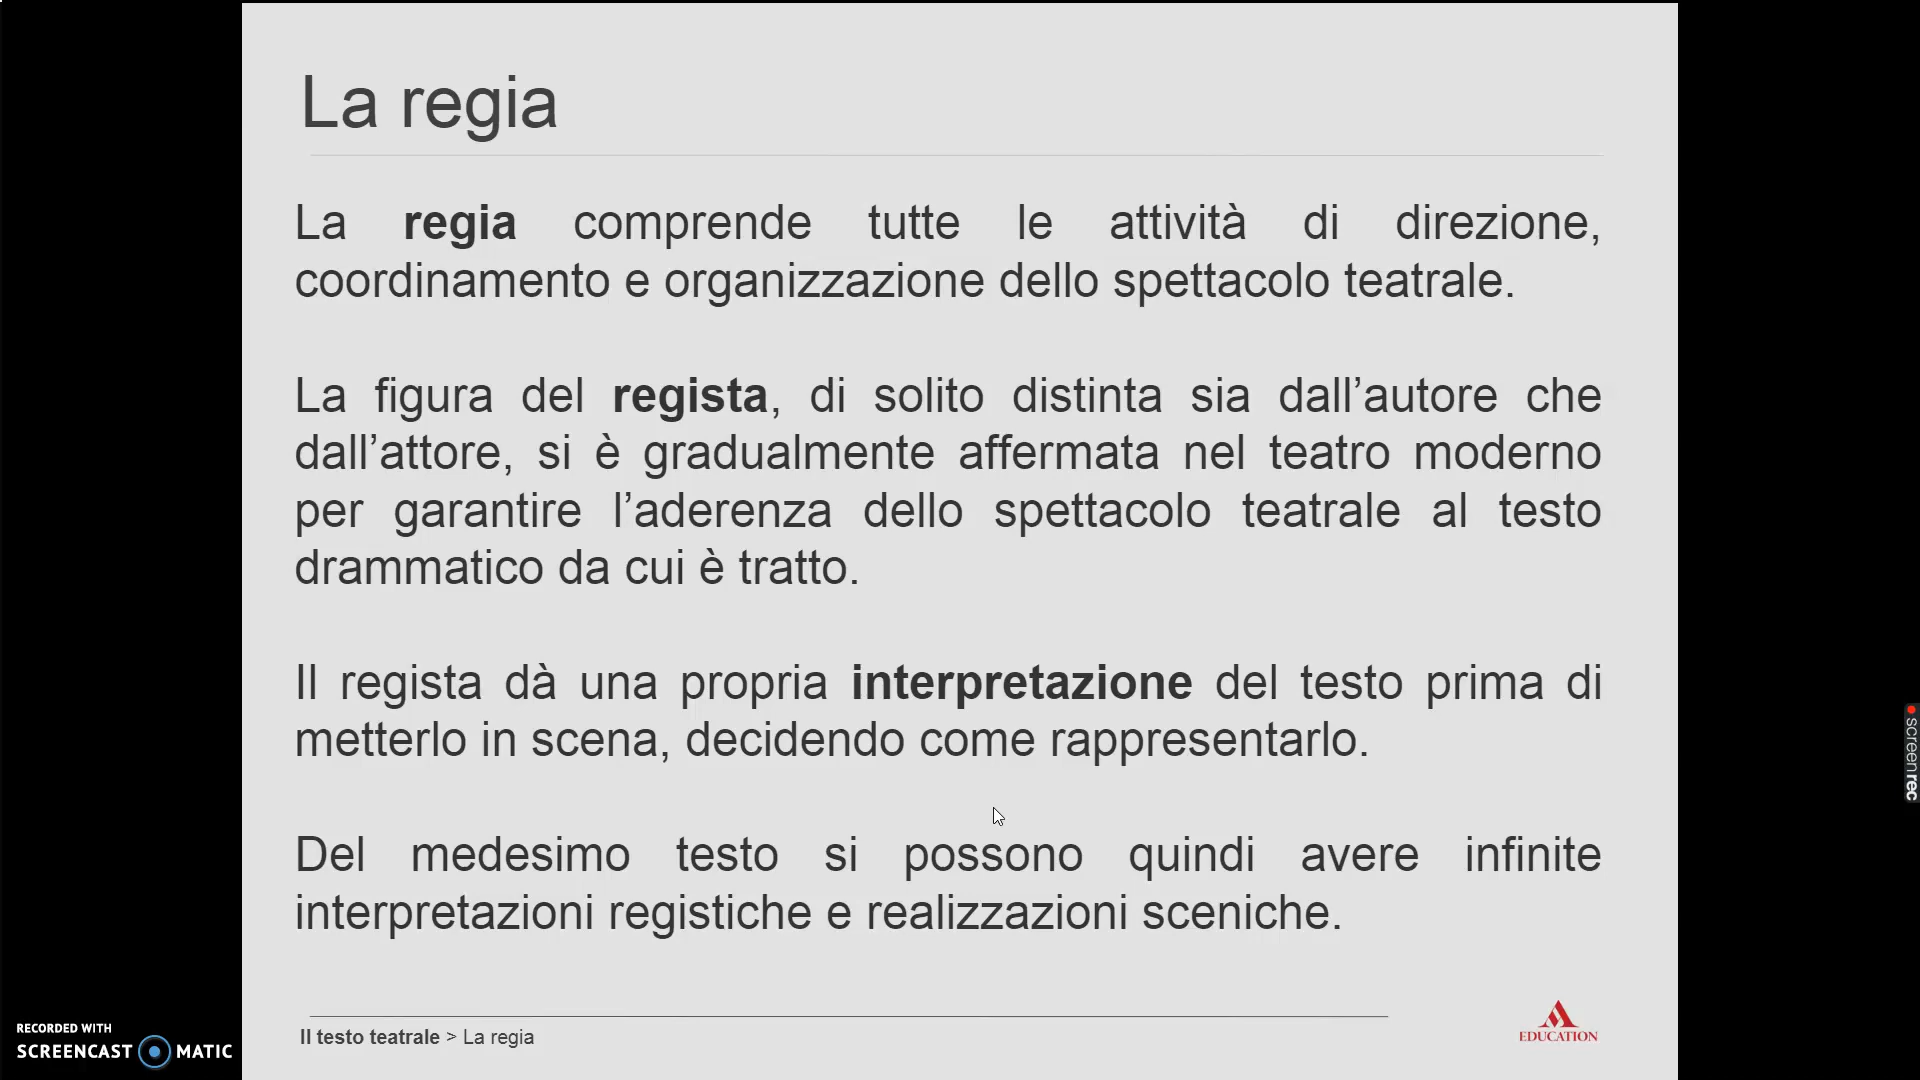 La regia
La regia comprende tutte le attività di direzione,
coordinamento e organizzazione dello spettacolo teatrale.
La figura del regista, di solito distinta sia dall’autore che
dall’attore, si è gradualmente affermata nel teatro moderno
per garantire l’aderenza dello spettacolo teatrale al testo
drammatico da cui è tratto.
Il regista dà una propria interpretazione del testo prima di
metterlo in scena, decidendo come rappresentarlo.
Del medesimo testo si possono quindi avere infinite
interpretazioni registiche e realizzazioni sceniche.
Il testo teatrale > La regia
EDUCATION
RECORDED WITH
SCREENCAST MATIC
screenrec